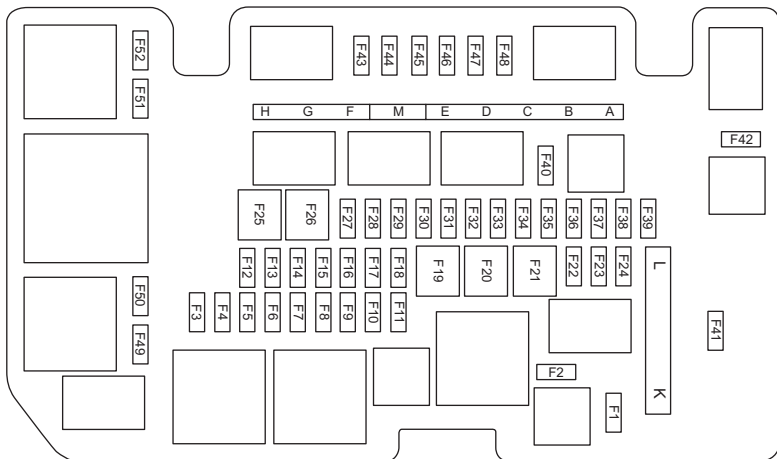 F52
F51
F43 F44 F45 F46 F47 F48
H G F M E D C B A
F42
F40
F25 F26 F27 F28 F29 F30 F31 F32 F33 F34 F35 F36 F37 F38 F39
F12 F13 F14 F15 F16 F17 F18 F19 F20 F21 F22 F23 F24
L
F50
F3 F4 F5 F6 F7 F8 F9 F10 F11
F41
F49
F2
K
F1